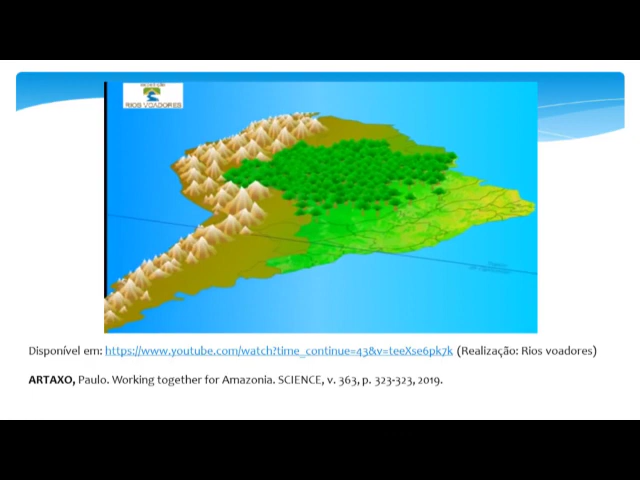 RIOS VOADORES
Disponível em: https://www.youtube.com/watch?time_continue=43&v=teeXse6pk7k (Realização: Rios voadores)
ARTAXO, Paulo. Working together for Amazonia. SCIENCE, v. 363, p. 323-323, 2019.